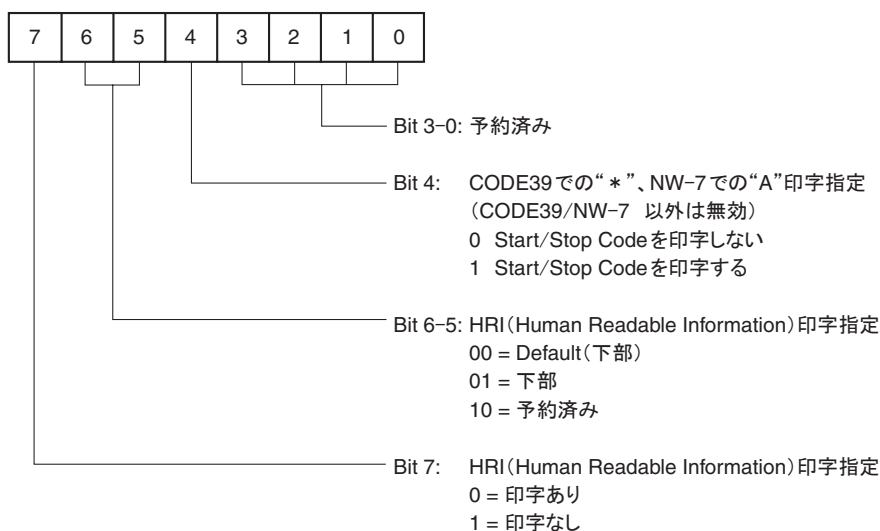 7 6 5 4 3 2 1 0
Bit 3-0: 予約済み
Bit 4: CODE39での“*”、NW-7での“A”印字指定
（CODE39/NW-7 以外は無効）
0 Start/Stop Codeを印字しない
1 Start/Stop Codeを印字する
Bit 6-5: HRI（Human Readable Information）印字指定
00 = Default（下部）
01 = 下部
10 = 予約済み
Bit 7: HRI（Human Readable Information）印字指定
0 = 印字あり
1 = 印字なし